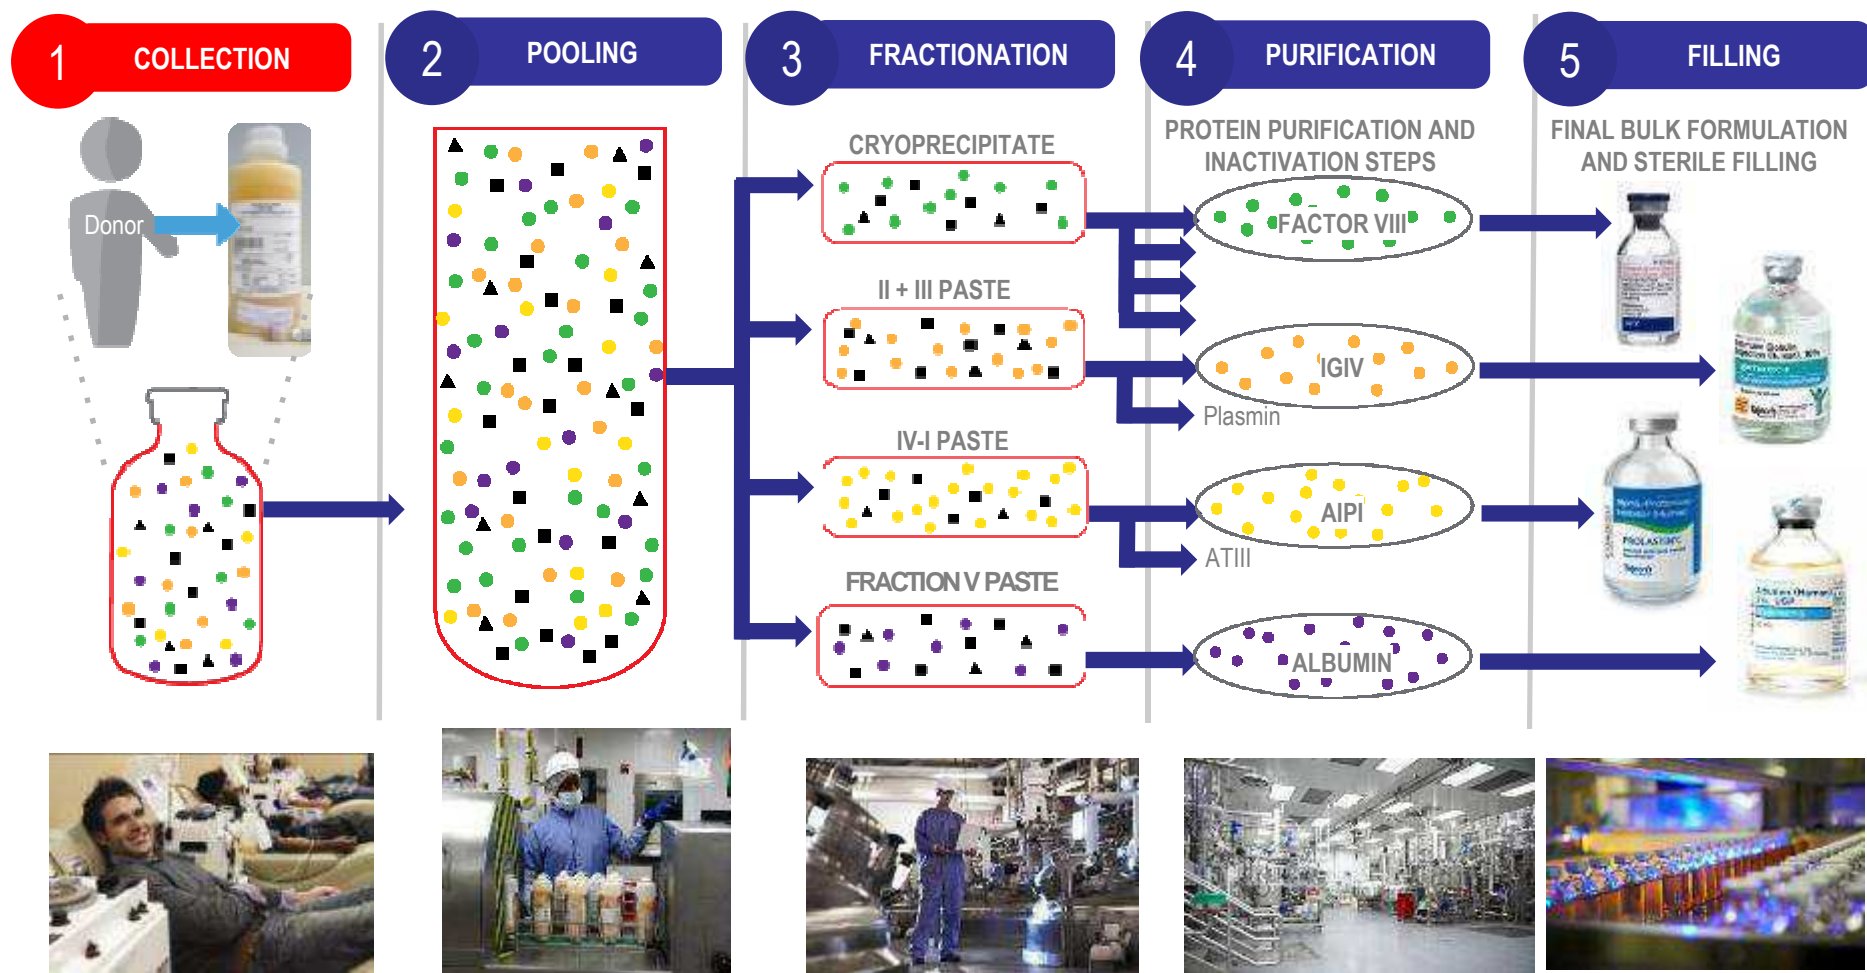 1 COLLECTION
2 POOLING
3 FRACTIONATION
4 PURIFICATION
5 FILLING
Donor
CRYOPRECIPITATE
II + III PASTE
IV-I PASTE
FRACTION V PASTE
PROTEIN PURIFICATION AND
INACTIVATION STEPS
FACTOR VIII
IGIV
Plasmin
AIPI
ATIII
ALBUMIN
FINAL BULK FORMULATION
AND STERILE FILLING